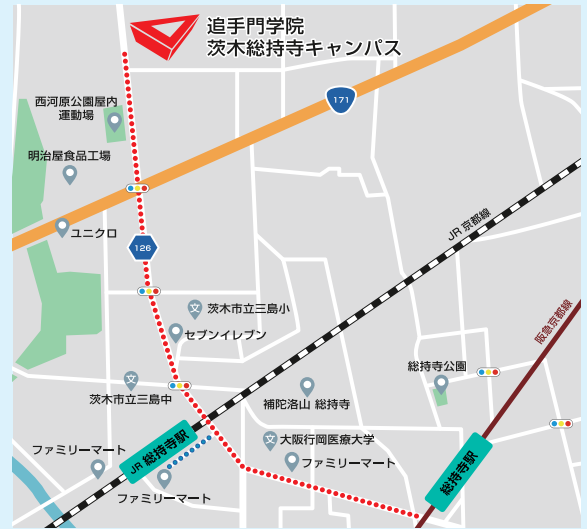 追手門学院
茨木総持寺キャンパス
171
西河原公園屋内
運動場
明治屋食品工場
ユニクロ
126
JR 京都線
茨木市立三島小
セブンイレブン
阪急京都線
総持寺公園
茨木市立三島中
補陀洛山 総持寺
JR 総持寺駅
大阪行岡医療大学
ファミリーマート
ファミリーマート
総持寺駅
ファミリーマート